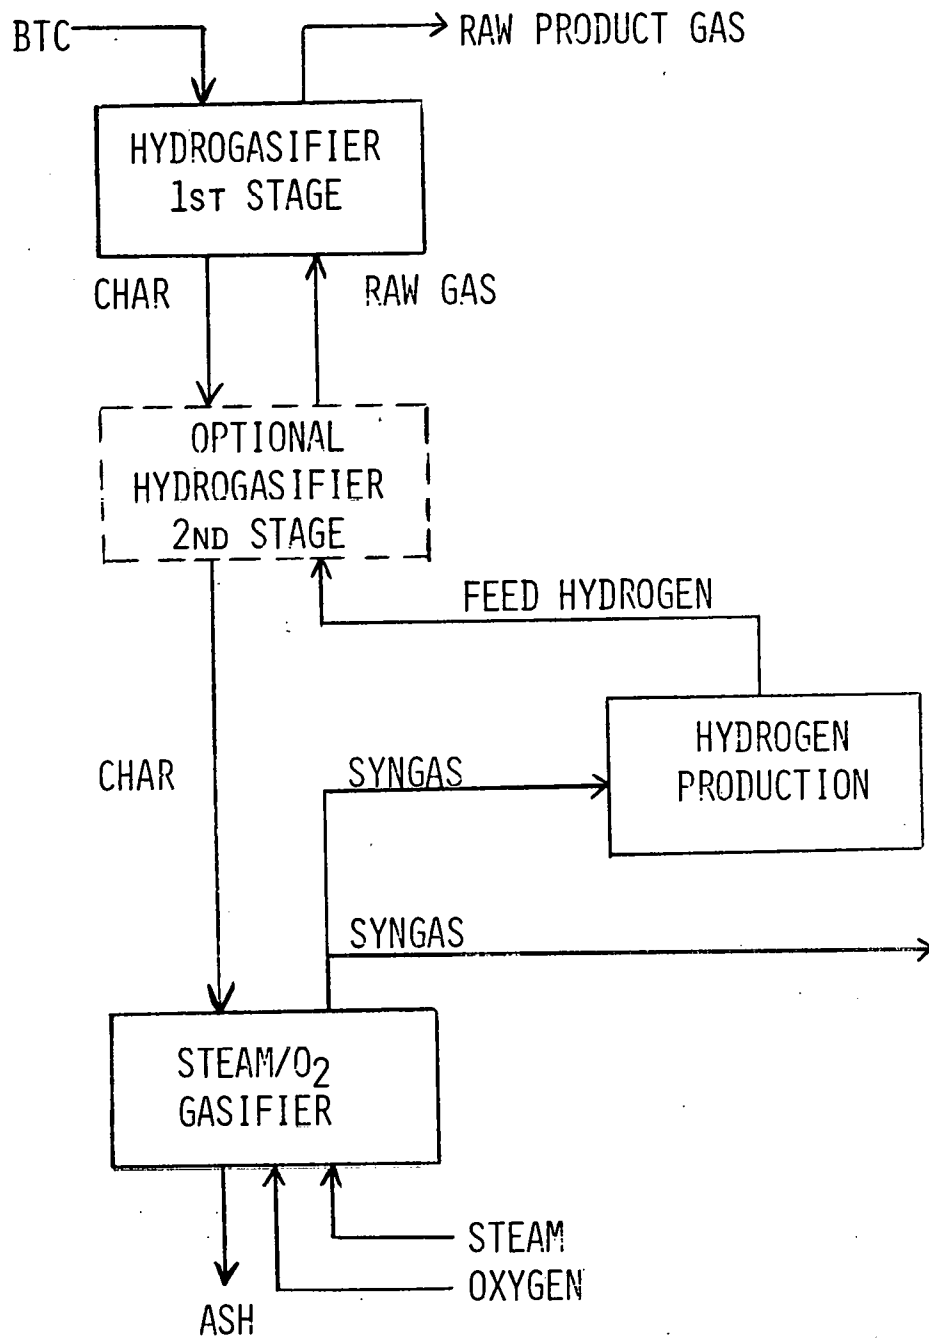 BTC
RAW PRODUCT GAS
HYDROGASIFIER
1ST STAGE
CHAR
RAW GAS
OPTIONAL
HYDROGASIFIER
2ND STAGE
FEED HYDROGEN
HYDROGEN
PRODUCTION
CHAR
SYNGAS
SYNGAS
STEAM/O2
GASIFIER
STEAM
OXYGEN
ASH